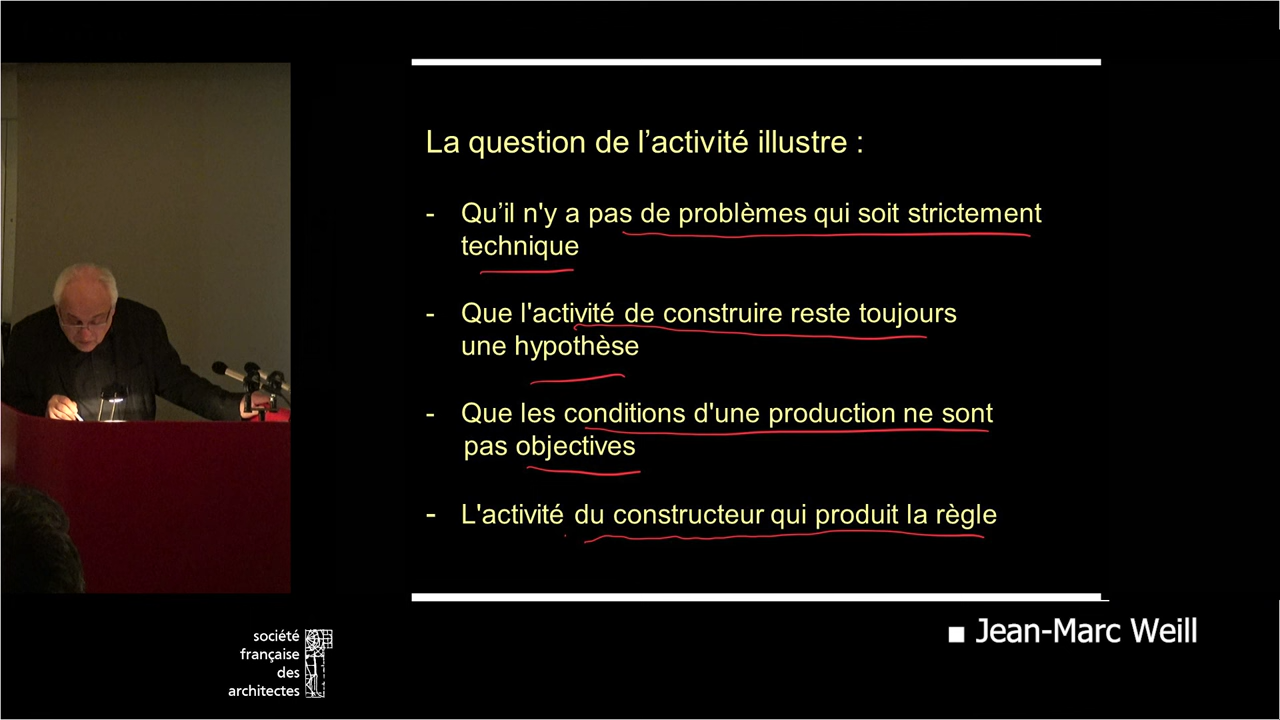 La question de l’activité illustre :
- Qu’il n'y a pas de problèmes qui soit strictement
technique
- Que l'activité de construire reste toujours
une hypothèse
- Que les conditions d'une production ne sont
pas objectives
- L'activité du constructeur qui produit la règle
Jean-Marc Weill
société
française
des
architectes